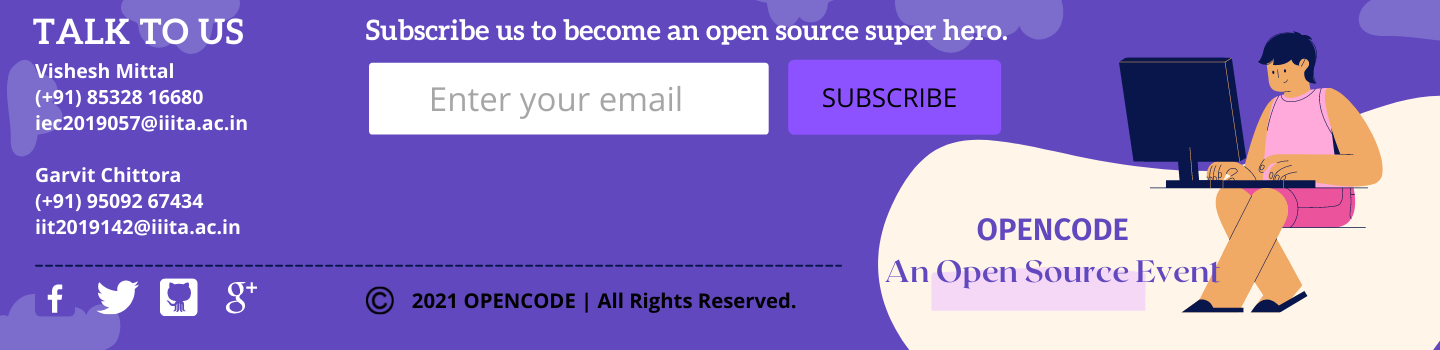 TALK TO US
Vishesh Mittal
(+91) 85328 16680
iec2019057@iiita.ac.in
Garvit Chittora
(+91) 95092 67434
iit2019142@iiita.ac.in
Subscribe us to become an open source super hero.
Enter your email
SUBSCRIBE
OPENCODE
An Open Source Event
© 2021 OPENCODE | All Rights Reserved.